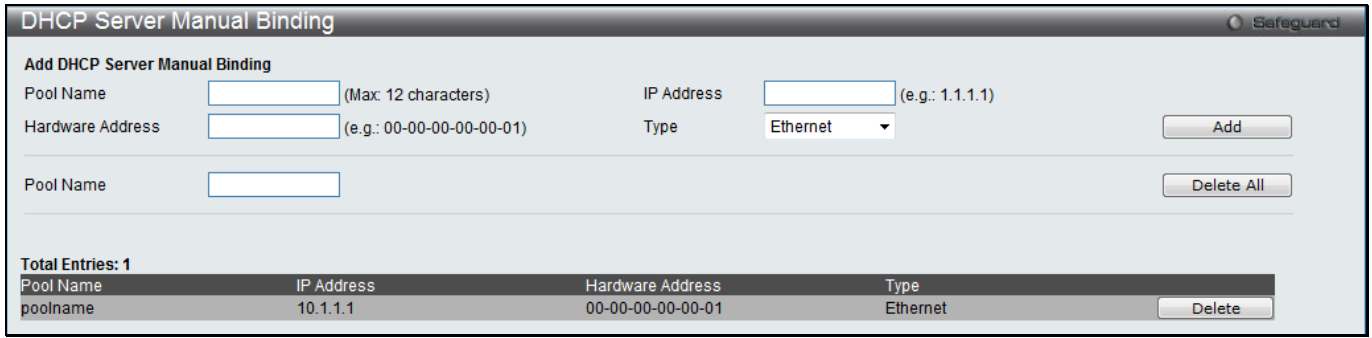 DHCP Server Manual Binding Safeguard
Add DHCP Server Manual Binding
Pool Name (Max: 12 characters) IP Address (e.g.: 1.1.1.1)
Hardware Address (e.g.: 00-00-00-00-00-01) Type Ethernet Add
Pool Name Delete All
Total Entries: 1
Pool Name IP Address Hardware Address Type
poolname 10.1.1.1 00-00-00-00-00-01 Ethernet Delete